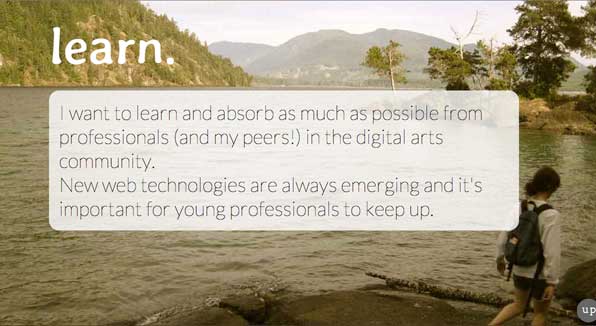 learn.
I want to learn and absorb as much as possible from
professionals (and my peers!) in the digital arts
community.
New web technologies are always emerging and it's
important for young professionals to keep up.
up